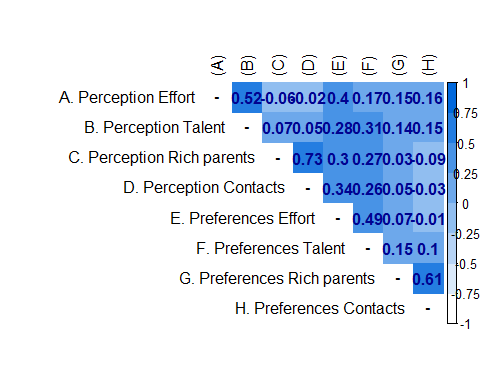 (A) (B) (C) (D) (E) (F) (G) (H)
A. Perception Effort - 0.52 -0.06 -0.02 0.4 0.17 0.15 0.16
B. Perception Talent - 0.07 0.05 0.28 0.31 0.14 0.15
C. Perception Rich parents - 0.73 0.3 0.27 0.03 -0.09
D. Perception Contacts - 0.34 0.26 0.05 -0.03
E. Preferences Effort - 0.49 0.07 -0.01
F. Preferences Talent - 0.15 0.1
G. Preferences Rich parents - 0.61
H. Preferences Contacts -
1
0.75
0.5
0.25
0
-0.25
-0.5
-0.75
-1